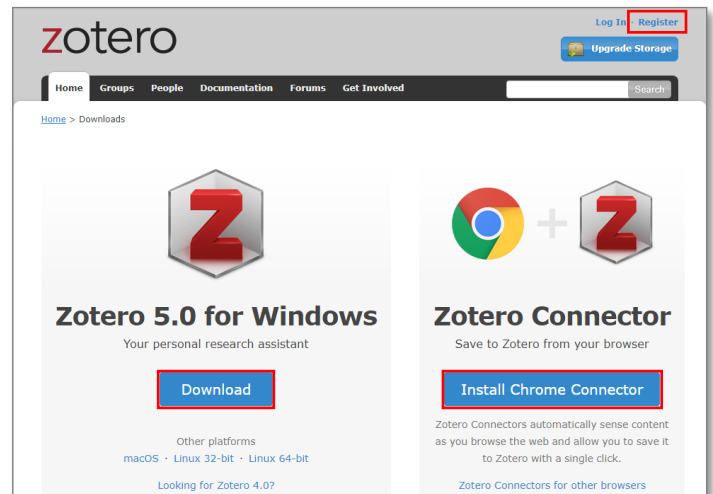 Log In · Register
zotero
Upgrade Storage
Home Groups People Documentation Forums Get Involved Search
Home > Downloads
Z
Z
Zotero 5.0 for Windows
Your personal research assistant
Download
Other platforms
macOS · Linux 32-bit · Linux 64-bit
Looking for Zotero 4.0?
+
Zotero Connector
Save to Zotero from your browser
Install Chrome Connector
Zotero Connectors automatically sense content
as you browse the web and allow you to save it
to Zotero with a single click.
Zotero Connectors for other browsers